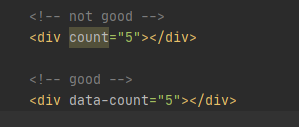 <!-- not good -->
<div count="5"></div>
<!-- good -->
<div data-count="5"></div>